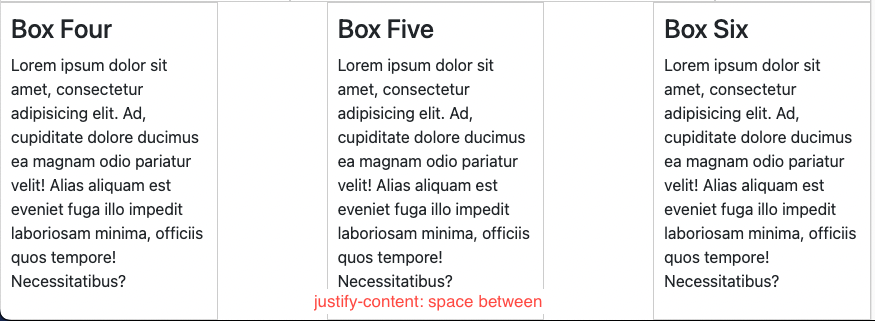 Box Four
Lorem ipsum dolor sit
amet, consectetur
adipisicing elit. Ad,
cupiditate dolore ducimus
ea magnam odio pariatur
velit! Alias aliquam est
eveniet fuga illo impedit
laboriosam minima, officiis
quos tempore!
Necessitatibus?
Box Five
Lorem ipsum dolor sit
amet, consectetur
adipisicing elit. Ad,
cupiditate dolore ducimus
ea magnam odio pariatur
velit! Alias aliquam est
eveniet fuga illo impedit
laboriosam minima, officiis
quos tempore!
Necessitatibus?
Box Six
Lorem ipsum dolor sit
amet, consectetur
adipisicing elit. Ad,
cupiditate dolore ducimus
ea magnam odio pariatur
velit! Alias aliquam est
eveniet fuga illo impedit
laboriosam minima, officiis
quos tempore!
Necessitatibus?
justify-content: space between